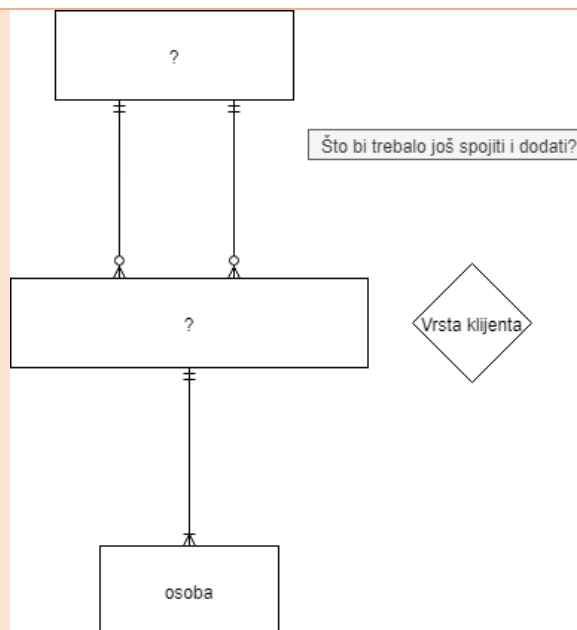 ?
Što bi trebalo još spojiti i dodati?
?
Vrsta klijenta
osoba